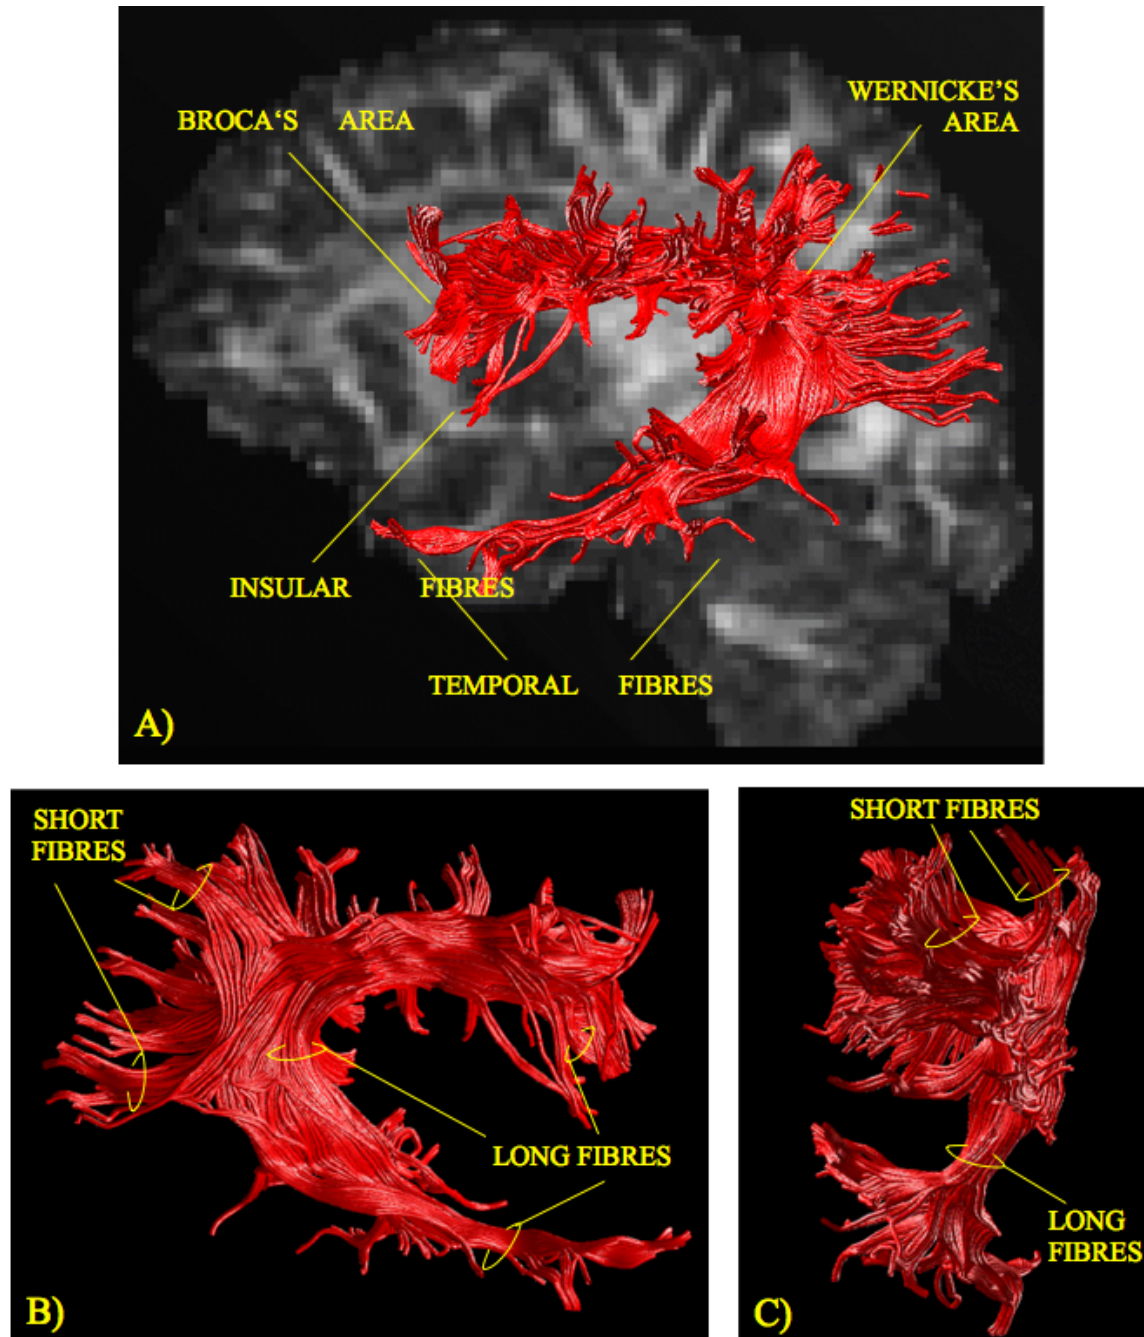 WERNICKE'S
AREA
BROCA‘S AREA
INSULAR FIBRES
TEMPORAL FIBRES
A)
SHORT
FIBRES
LONG FIBRES
B)
SHORT FIBRES
LONG
FIBRES
C)